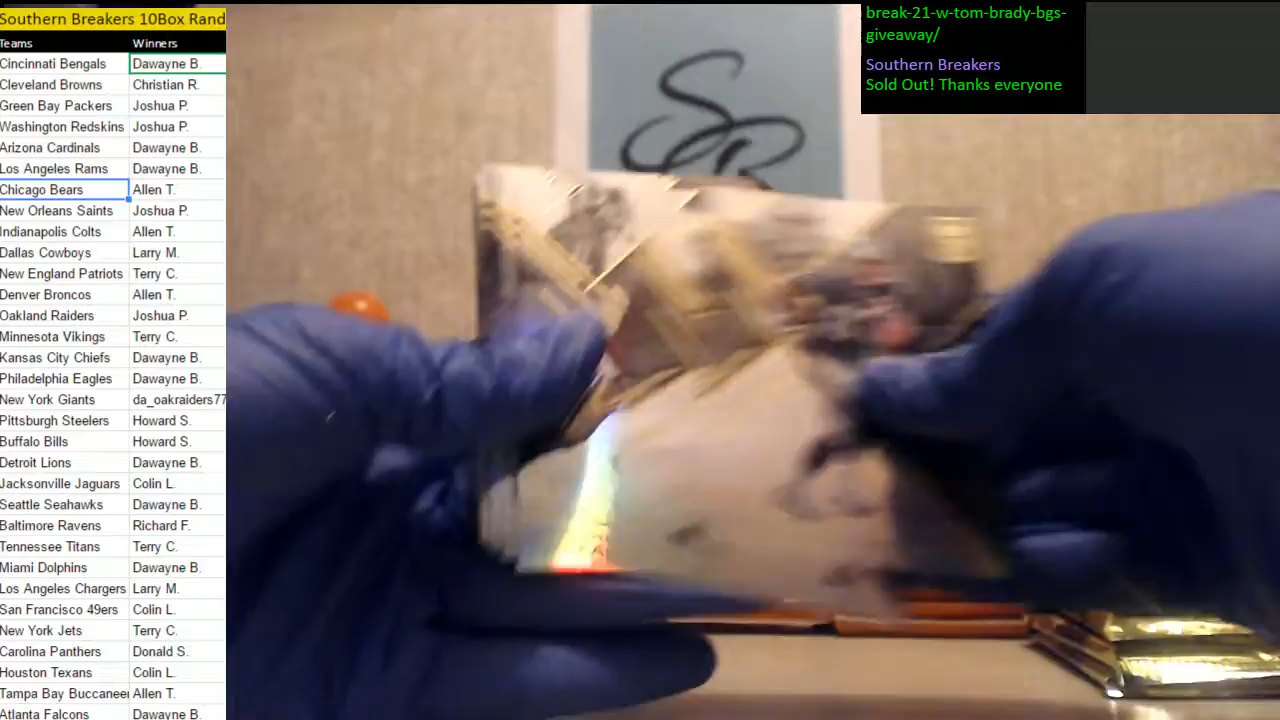 Southern Breakers 10Box Rand
Teams Winners
Cincinnati Bengals Dawayne B.
Cleveland Browns Christian R.
Green Bay Packers Joshua P.
Washington Redskins Joshua P.
Arizona Cardinals Dawayne B.
Los Angeles Rams Dawayne B.
Chicago Bears Allen T.
New Orleans Saints Joshua P.
Indianapolis Colts Allen T.
Dallas Cowboys Larry M.
New England Patriots Terry C.
Denver Broncos Allen T.
Oakland Raiders Joshua P.
Minnesota Vikings Terry C.
Kansas City Chiefs Dawayne B.
Philadelphia Eagles Dawayne B.
New York Giants da_oakraiders77
Pittsburgh Steelers Howard S.
Buffalo Bills Howard S.
Detroit Lions Dawayne B.
Jacksonville Jaguars Colin L.
Seattle Seahawks Dawayne B.
Baltimore Ravens Richard F.
Tennessee Titans Terry C.
Miami Dolphins Dawayne B.
Los Angeles Chargers Larry M.
San Francisco 49ers Colin L.
New York Jets Terry C.
Carolina Panthers Donald S.
Houston Texans Colin L.
Tampa Bay Buccaneer Allen T.
Atlanta Falcons Dawayne B.
break-21-w-tom-brady-bgs-
giveaway/
Southern Breakers
Sold Out! Thanks everyone
SB